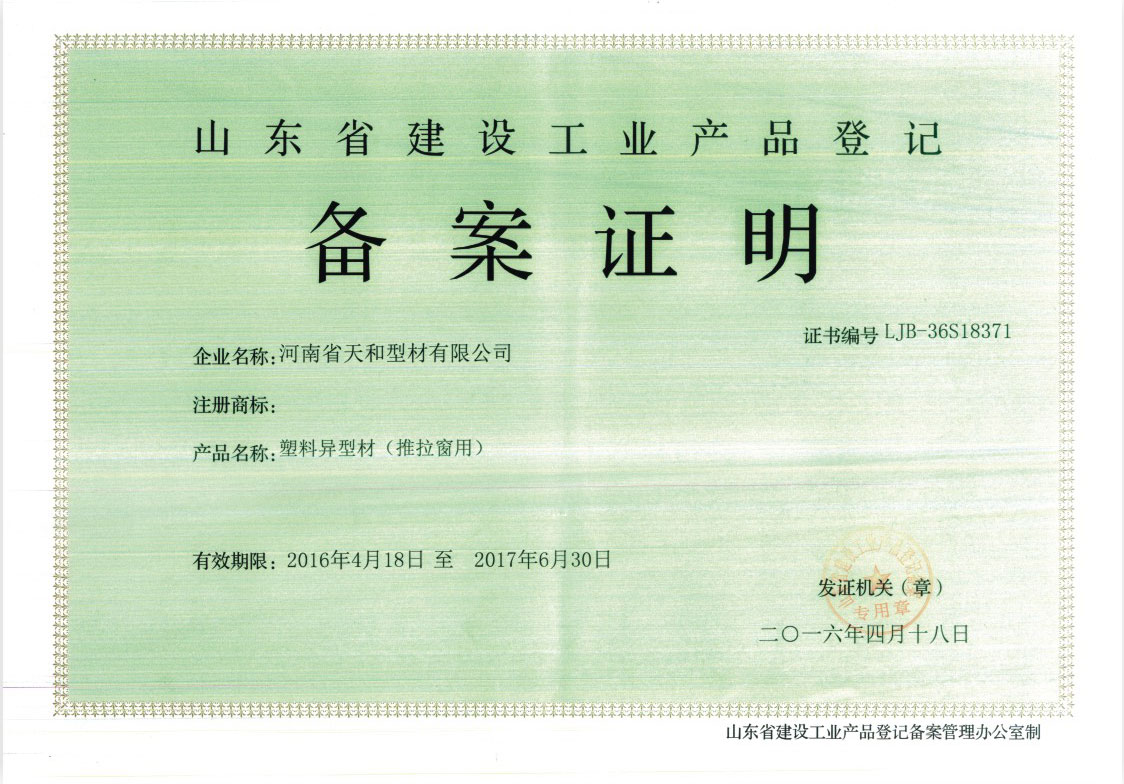 山东省建设工业产品登记
备案证明
证书编号 LJB-36S18371
企业名称：河南省天和型材有限公司
注册商标：
产品名称：塑料异型材（推拉窗用）
有效期限：2016年4月18日 至 2017年6月30日
发证机关（章）
专用章
二〇一六年四月十八日
山东省建设工业产品登记备案管理办公室制